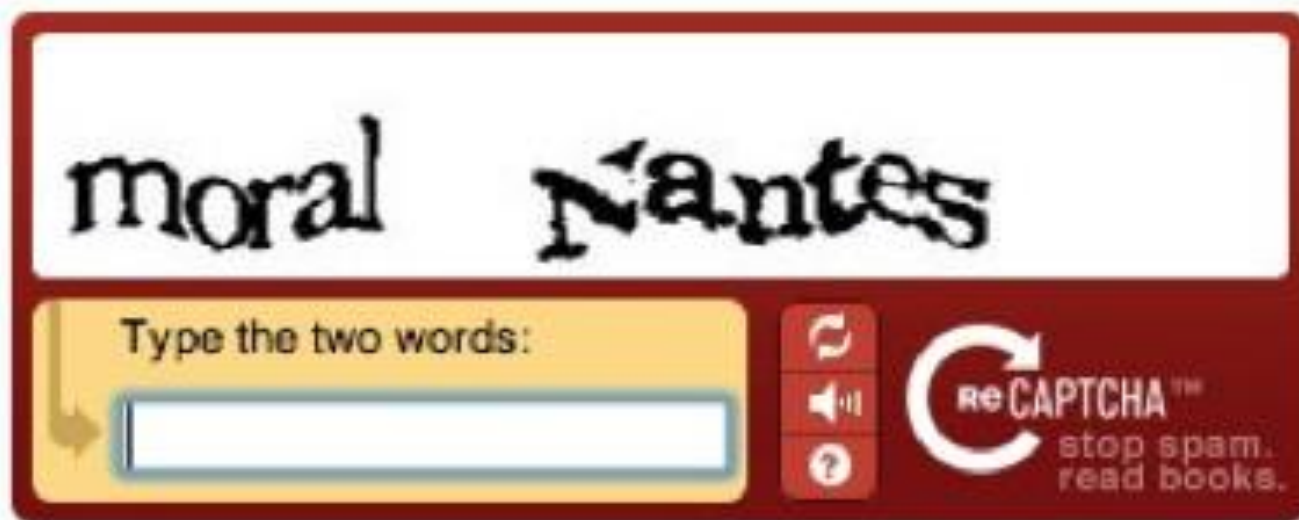 moral Nantes
Type the two words:
?
ReCAPTCHA™
stop spam.
read books.